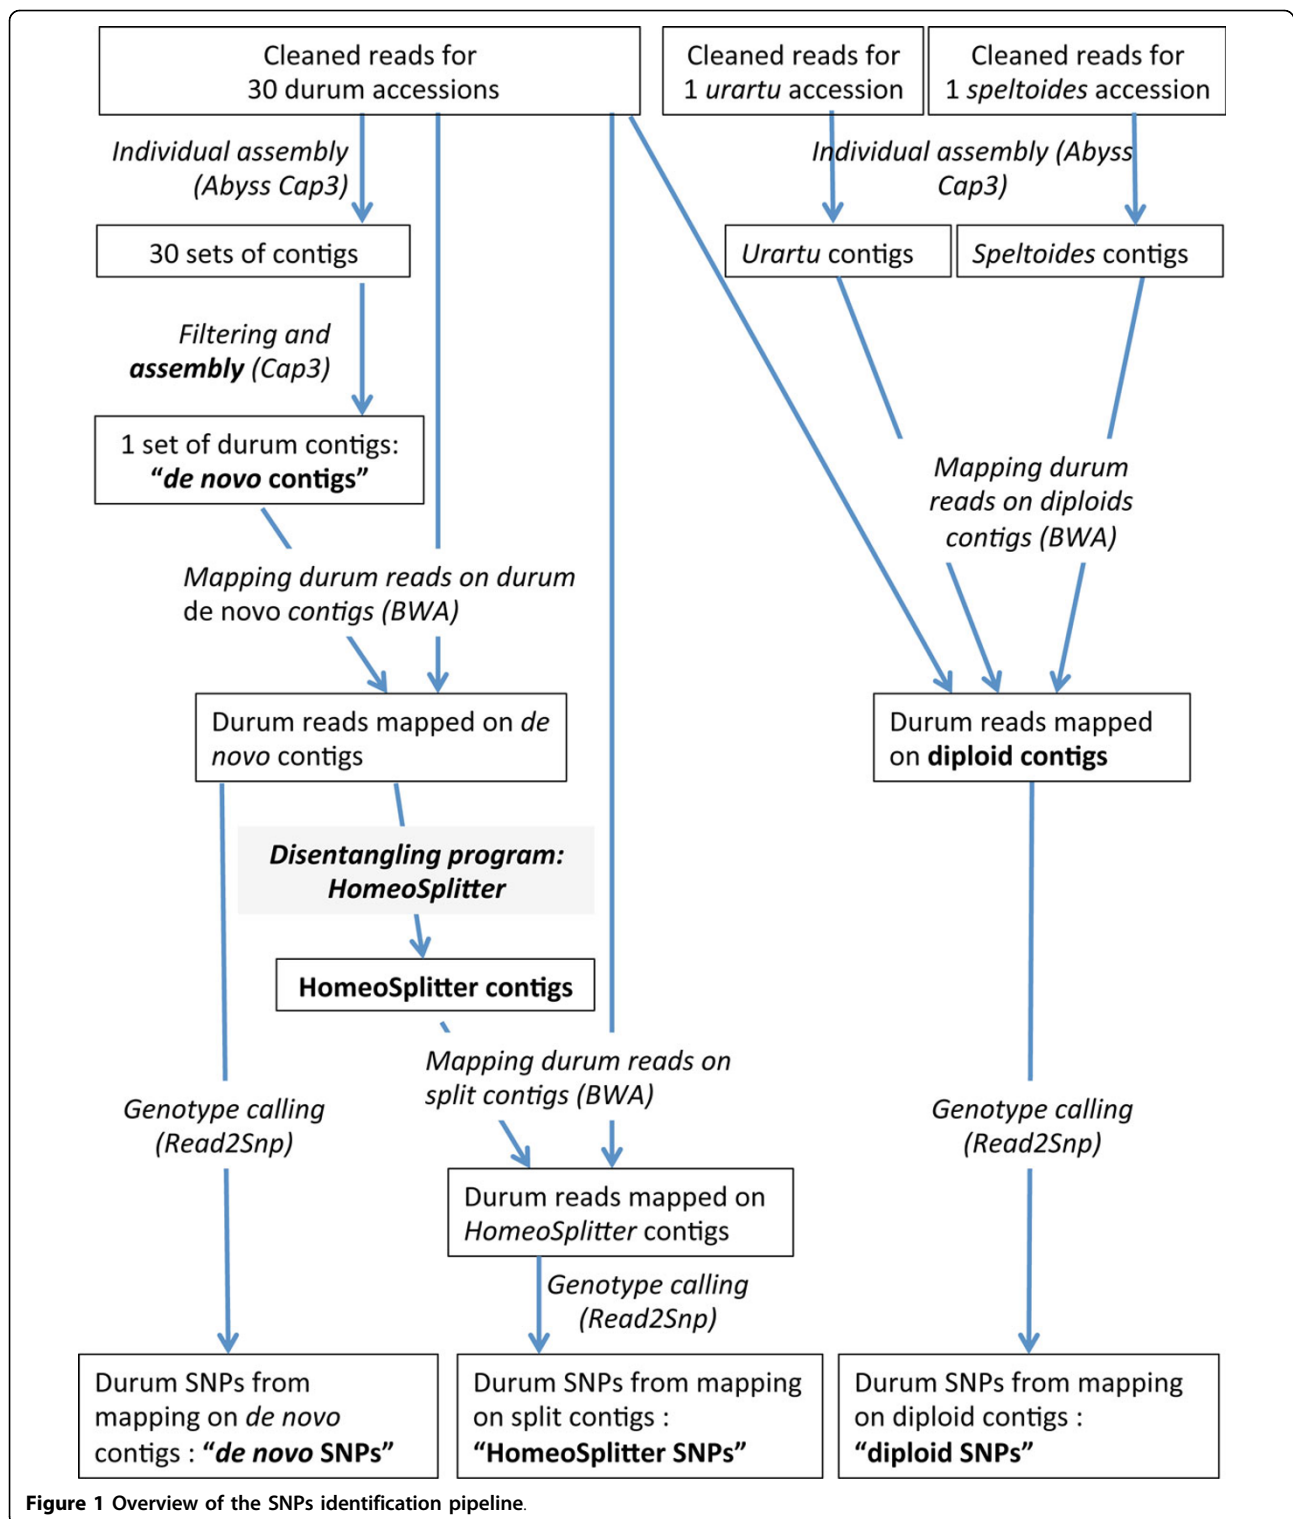 Cleaned reads for
30 durum accessions
Cleaned reads for
1 urartu accession
Cleaned reads for
1 speltoides accession
Individual assembly
(Abyss Cap3)
Individual assembly (Abyss
Cap3)
30 sets of contigs
Urartu contigs
Speltoides contigs
Filtering and
assembly (Cap3)
1 set of durum contigs:
“de novo contigs”
Mapping durum
reads on diploids
contigs (BWA)
Mapping durum reads on durum
de novo contigs (BWA)
Durum reads mapped on de
novo contigs
Durum reads mapped
on diploid contigs
Disentangling program:
HomeoSplitter
HomeoSplitter contigs
Mapping durum reads on
split contigs (BWA)
Genotype calling
(Read2Snp)
Genotype calling
(Read2Snp)
Durum reads mapped on
HomeoSplitter contigs
Genotype calling
(Read2Snp)
Durum SNPs from
mapping on de novo
contigs : “de novo SNPs”
Durum SNPs from mapping
on split contigs :
“HomeoSplitter SNPs”
Durum SNPs from mapping
on diploid contigs :
“diploid SNPs”
Figure 1 Overview of the SNPs identification pipeline.